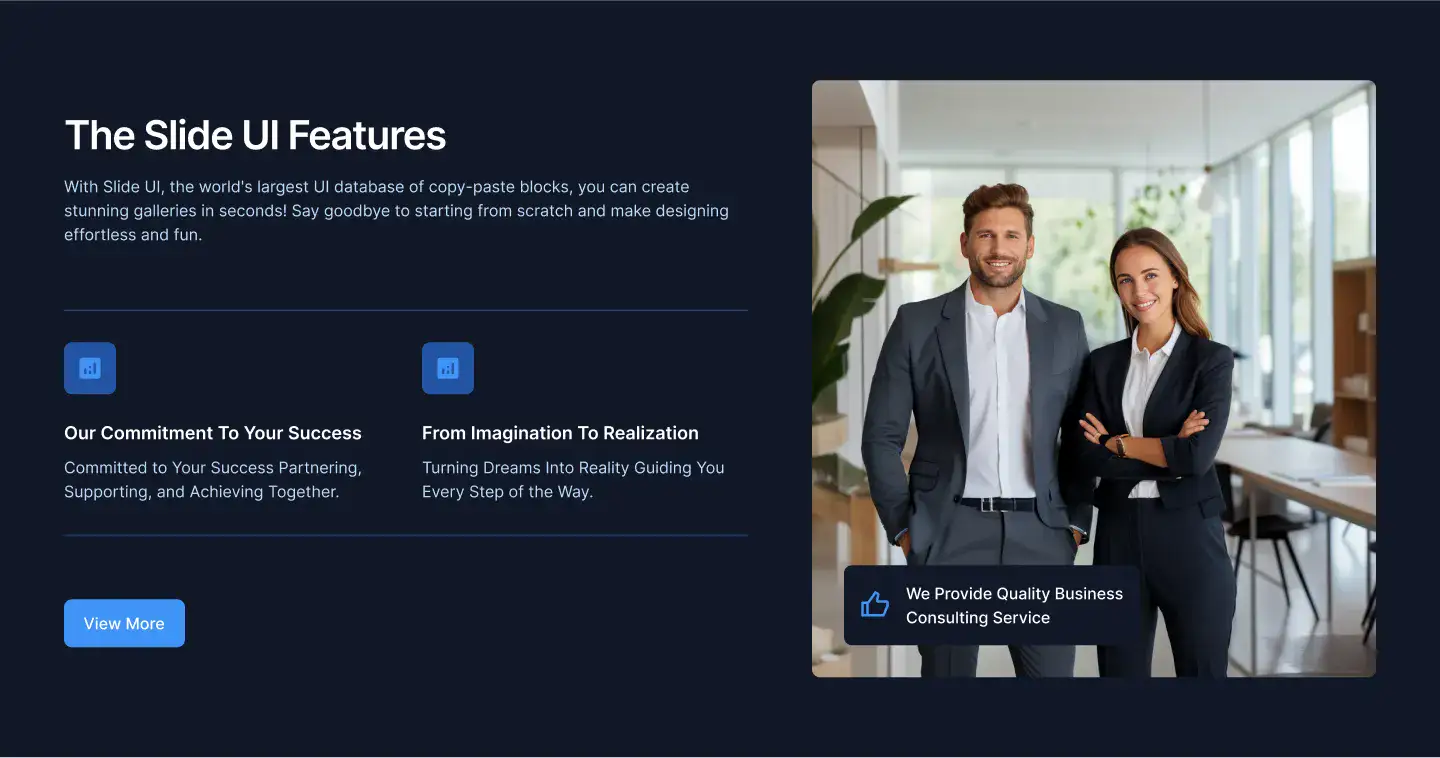 The Slide UI Features
With Slide UI, the world's largest UI database of copy-paste blocks, you can create
stunning galleries in seconds! Say goodbye to starting from scratch and make designing
effortless and fun.
Our Commitment To Your Success
Committed to Your Success Partnering,
Supporting, and Achieving Together.
From Imagination To Realization
Turning Dreams Into Reality Guiding You
Every Step of the Way.
View More
We Provide Quality Business
Consulting Service